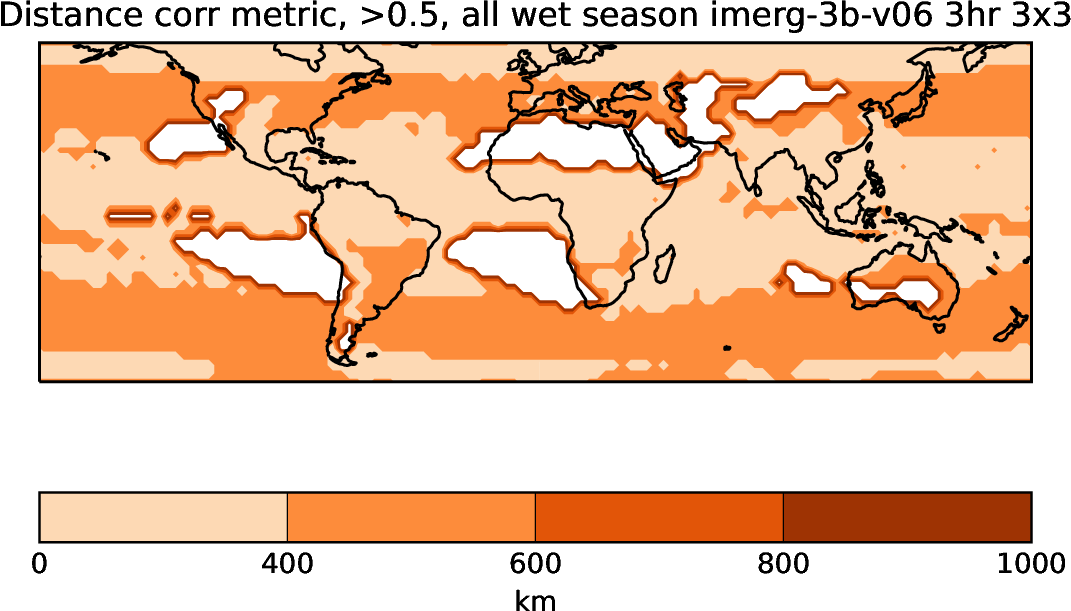 Distance corr metric, >0.5, all wet season imerg-3b-v06 3hr 3x3
0 400 600 800 1000
km